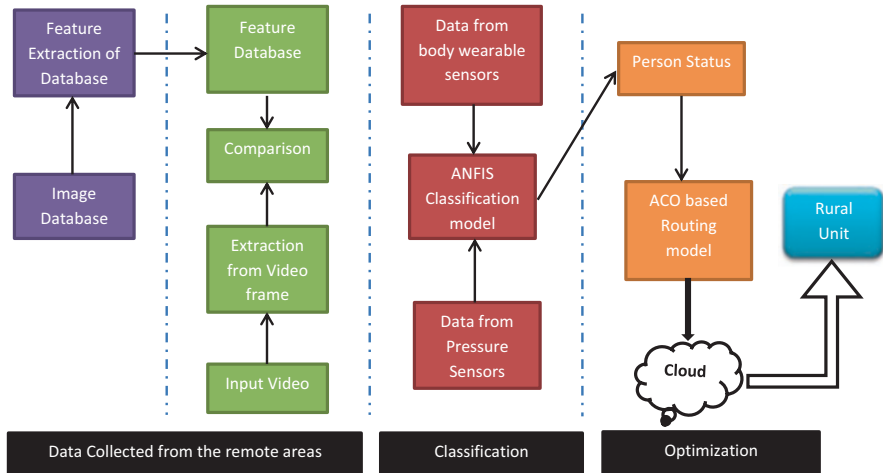 Feature
Extraction of
Database
Image
Database
Feature
Database
Comparison
Extraction
from Video
frame
Input Video
Data from
body wearable
sensors
ANFIS
Classification
model
Data from
Pressure
Sensors
Person Status
ACO based
Routing
model
Cloud
Rural
Unit
Data Collected from the remote areas
Classification
Optimization